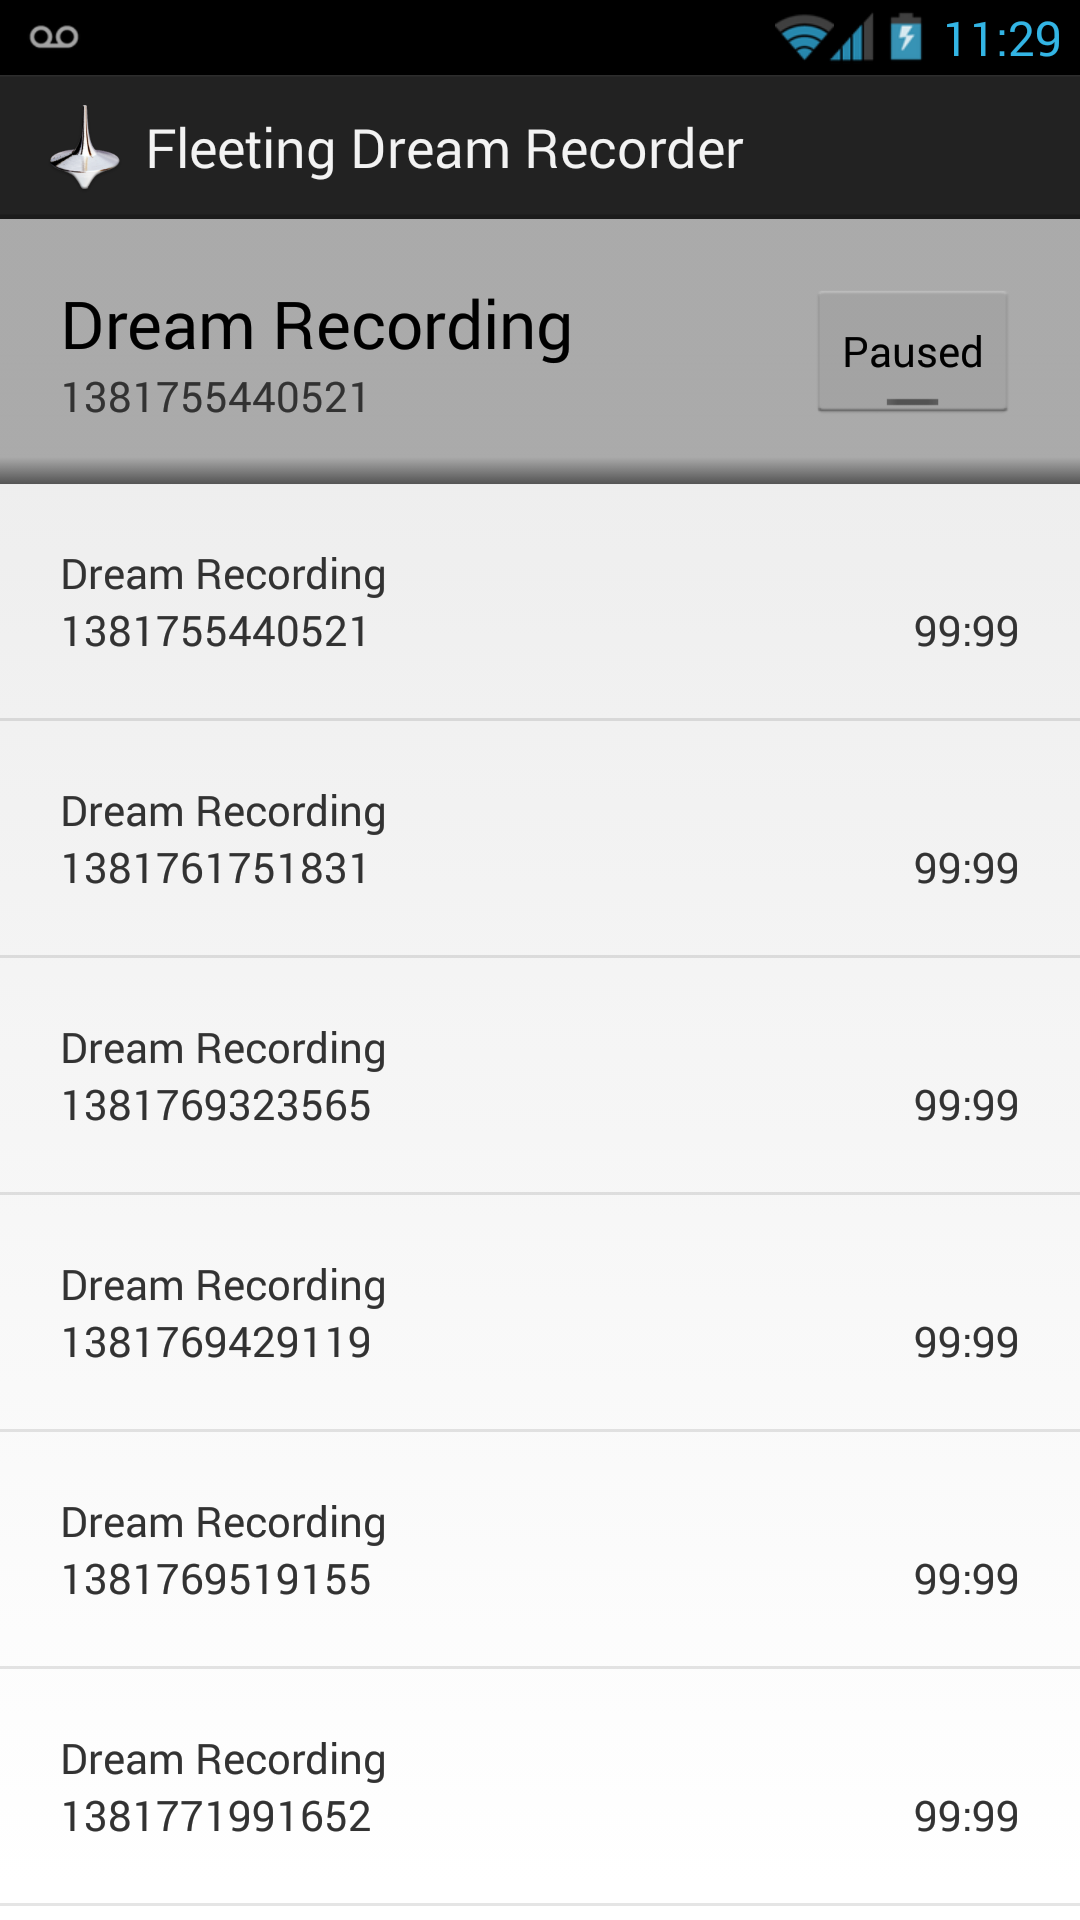 11:29
Fleeting Dream Recorder
Dream Recording
1381755440521
Paused
Dream Recording
1381755440521 99:99
Dream Recording
1381761751831 99:99
Dream Recording
1381769323565 99:99
Dream Recording
1381769429119 99:99
Dream Recording
1381769519155 99:99
Dream Recording
1381771991652 99:99